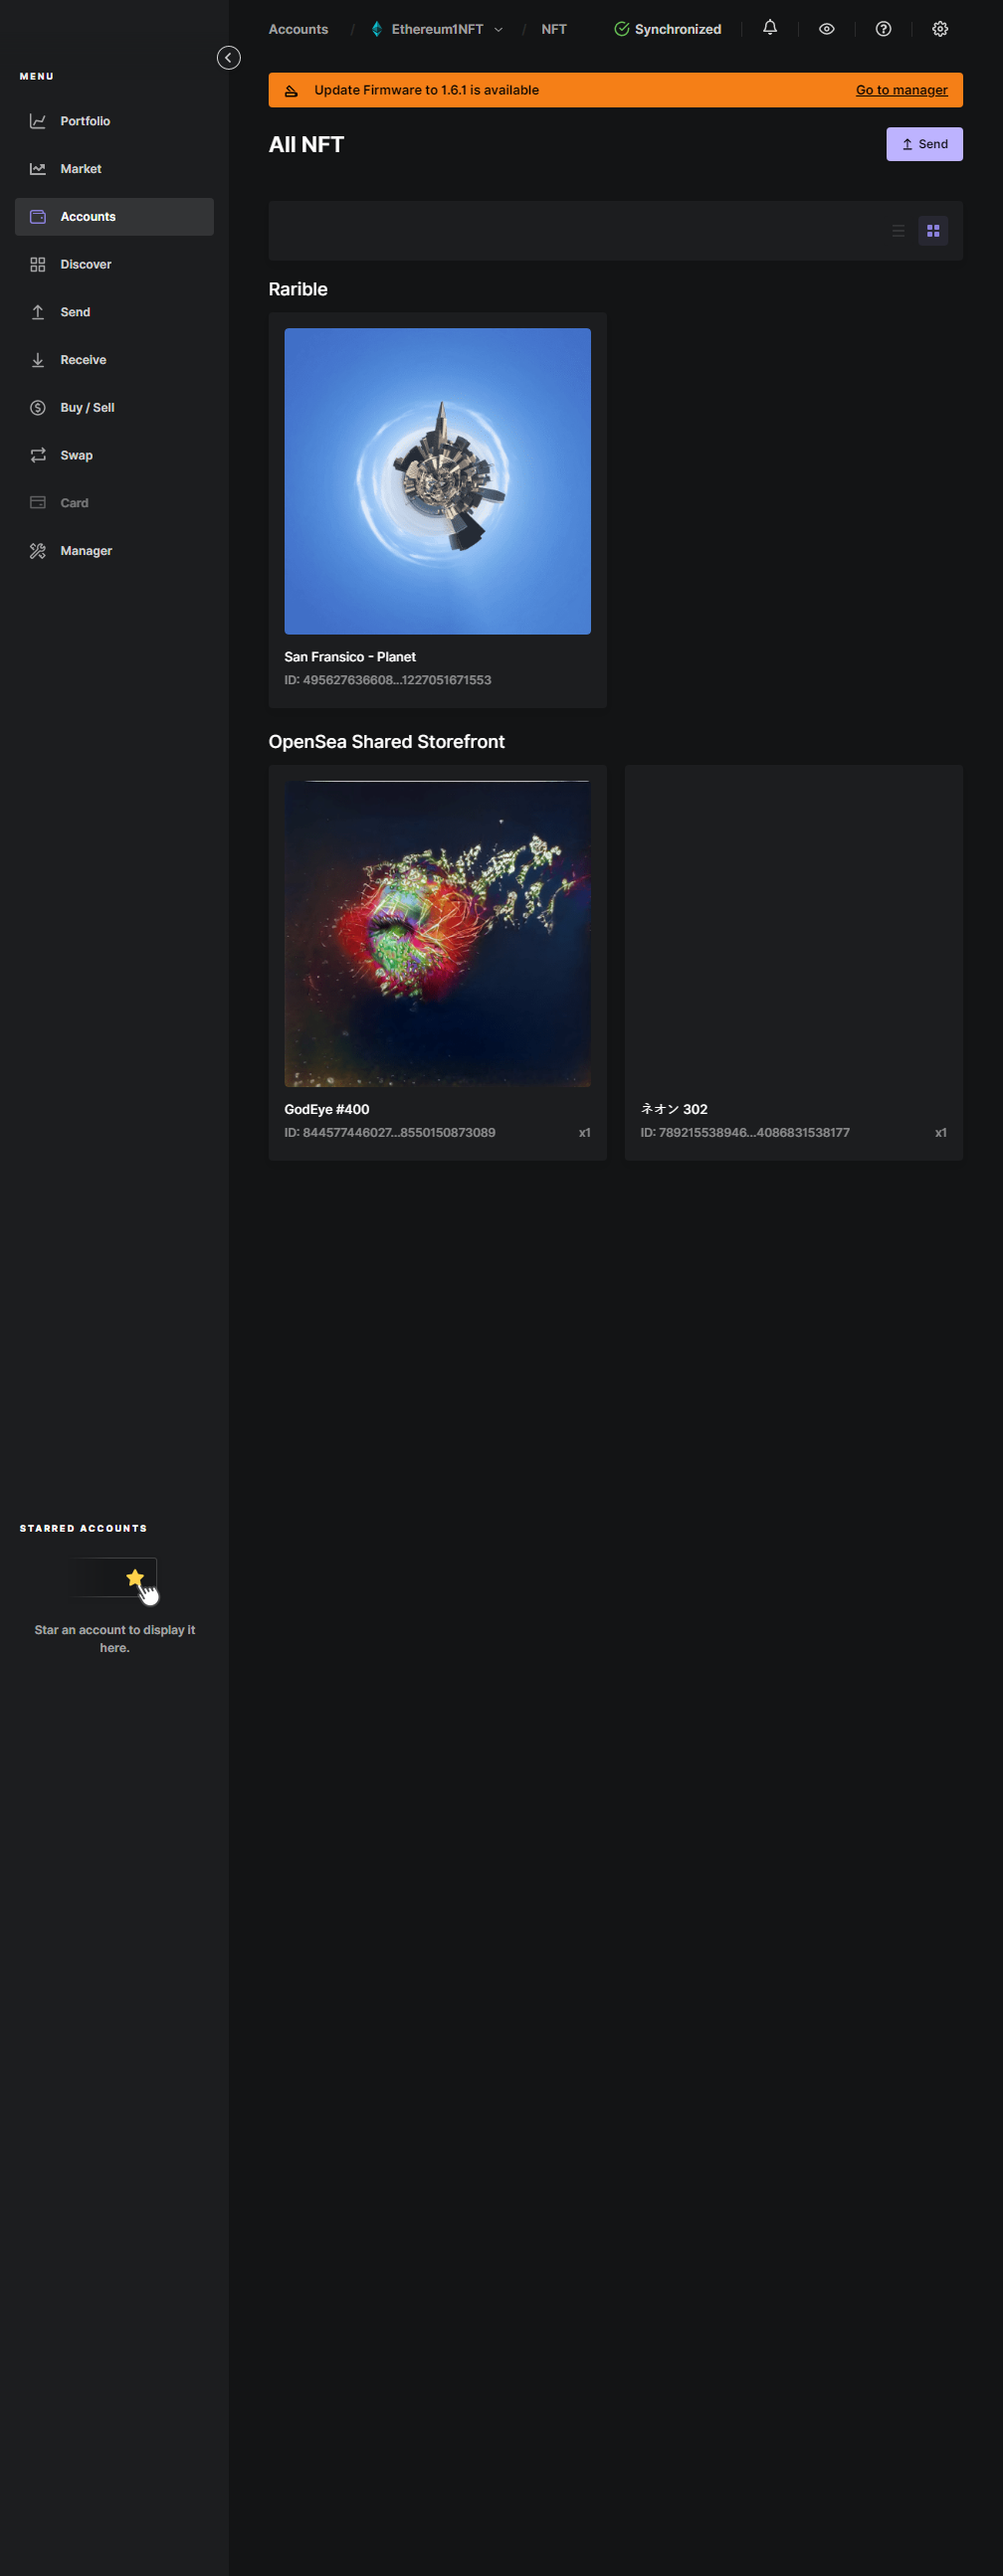 Accounts / Ethereum1NFT / NFT Synchronized
MENU
Update Firmware to 1.6.1 is available Go to manager
Portfolio
All NFT
Send
Market
Accounts
Discover
Send
Receive
Buy / Sell
Swap
Card
Manager
Rarible
San Fransico - Planet
ID: 495627636608...1227051671553
OpenSea Shared Storefront
GodEye #400
ID: 844577446027...8550150873089 x1
ネオン 302
ID: 789215538946...4086831538177 x1
STARRED ACCOUNTS
Star an account to display it
here.